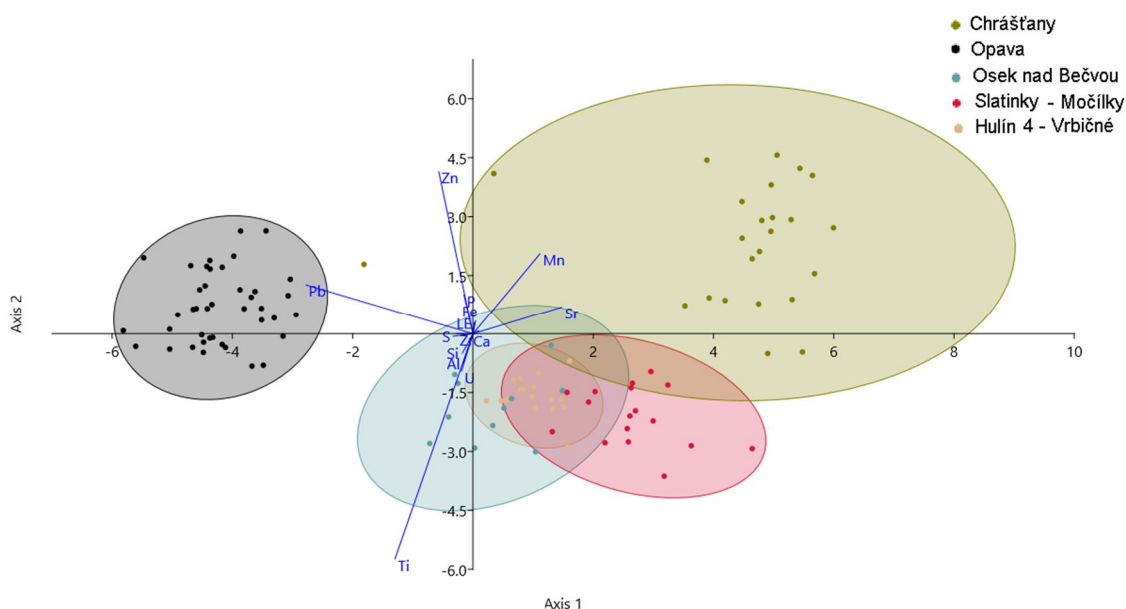 Chrášťany
Opava
Osek nad Bečvou
Slatinky - Močílky
Hulín 4 - Vrbičné
6.0
4.5
Zn
3.0
Mn
1.5
Pb
P
Fe
Sr
LE
S
Zr Ca
-6
-4
-2
2
4
6
8
10
Si
Al
U
-1.5
-3.0
-4.5
Ti
-6.0
Axis 2
Axis 1